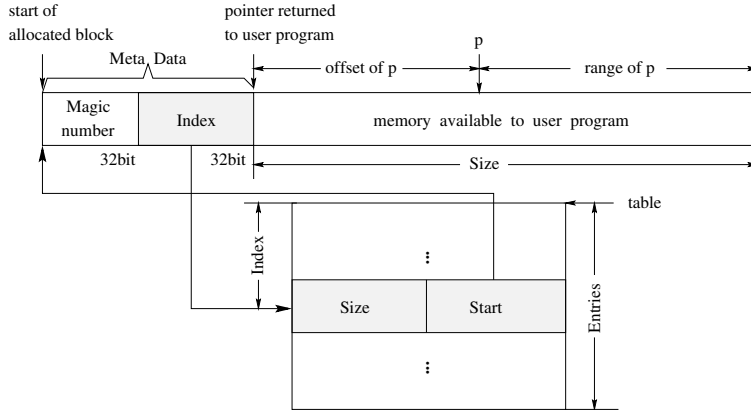 start of
allocated block
pointer returned
to user program
p
Meta Data
offset of p
range of p
Magic
number
Index
memory available to user program
32bit
32bit
Size
table
Index
...
Size
Start
Entries
...